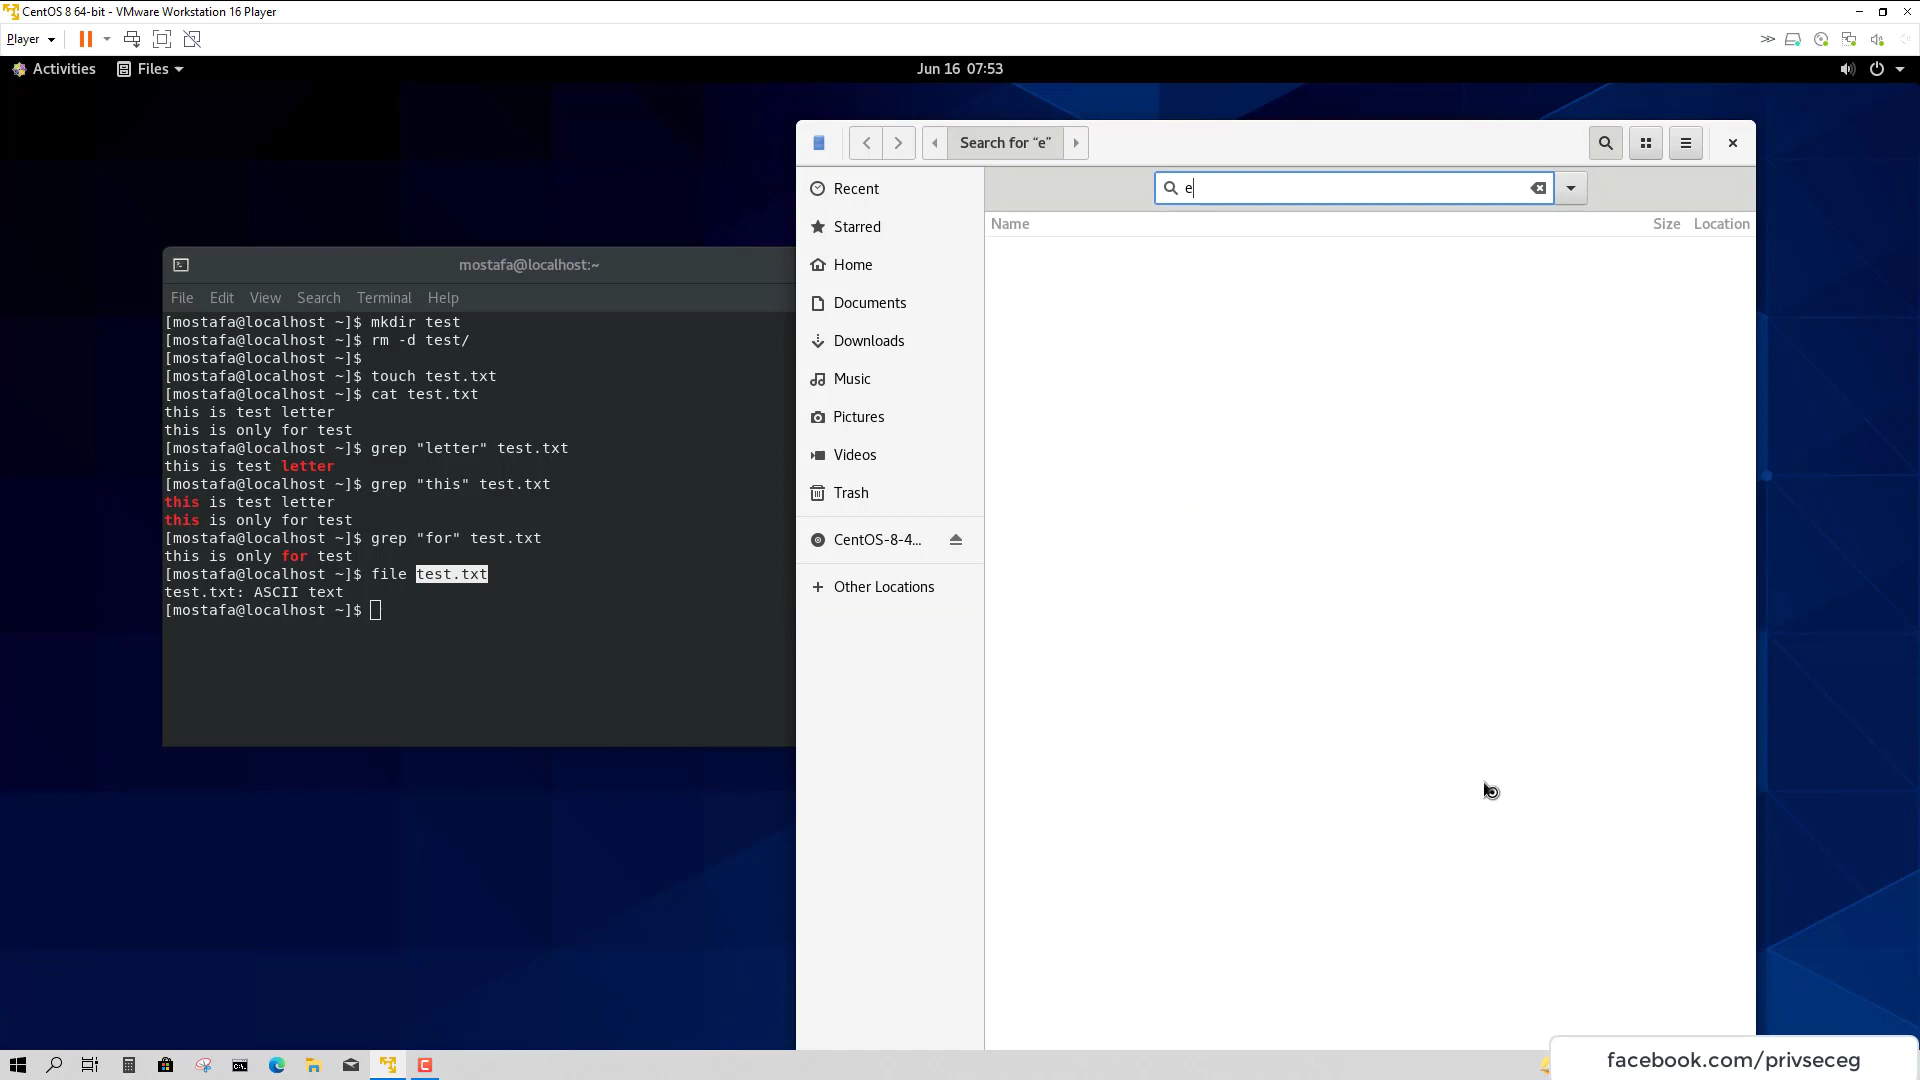 CentOS 8 64-bit - VMware Workstation 16 Player
Player
Activities
Files
Jun 16 07:53
Search for “e”
e
Name
Size
Location
Recent
Starred
Home
Documents
Downloads
Music
Pictures
Videos
Trash
CentOS-8-4...
Other Locations
mostafa@localhost:~
File Edit View Search Terminal Help
[mostafa@localhost ~]$ mkdir test
[mostafa@localhost ~]$ rm -d test/
[mostafa@localhost ~]$
[mostafa@localhost ~]$ touch test.txt
[mostafa@localhost ~]$ cat test.txt
this is test letter
this is only for test
[mostafa@localhost ~]$ grep "letter" test.txt
this is test letter
[mostafa@localhost ~]$ grep "this" test.txt
this is test letter
this is only for test
[mostafa@localhost ~]$ grep "for" test.txt
this is only for test
[mostafa@localhost ~]$ file test.txt
test.txt: ASCII text
[mostafa@localhost ~]$
facebook.com/privseceg